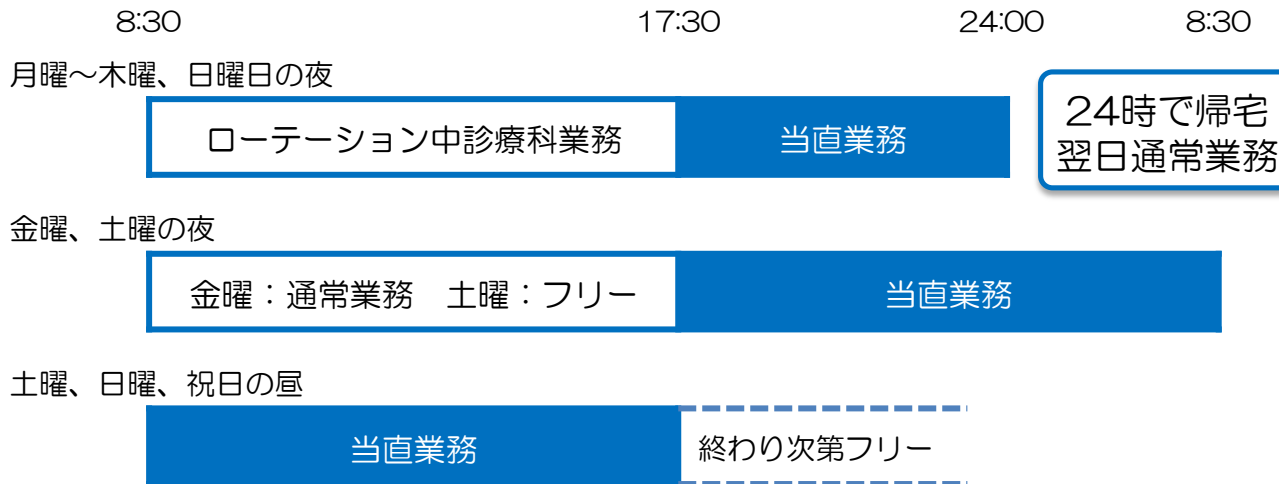 8:30 17:30 24:00 8:30
月曜～木曜、日曜日の夜
ローテーション中診療科業務 当直業務
24時で帰宅
翌日通常業務
金曜、土曜の夜
金曜：通常業務　土曜：フリー 当直業務
土曜、日曜、祝日の昼
当直業務 終わり次第フリー